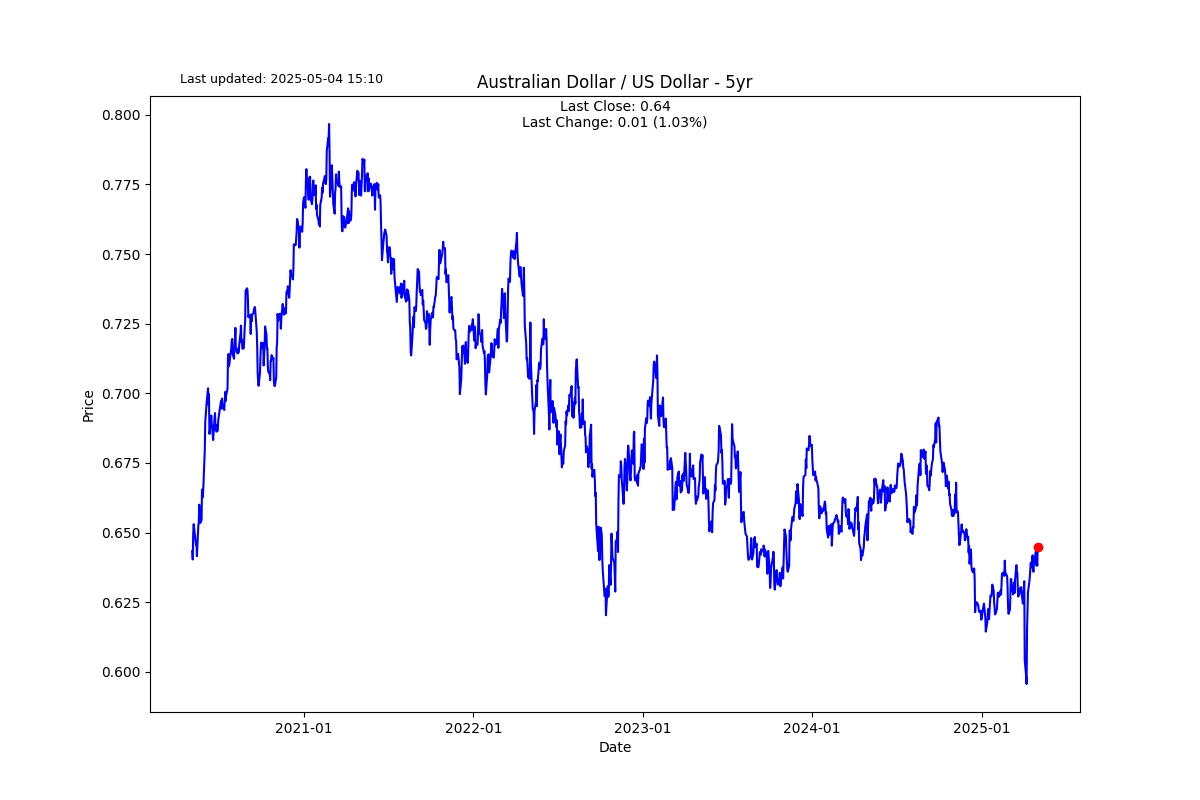 Last updated: 2025-05-04 15:10
Australian Dollar / US Dollar - 5yr
Last Close: 0.64
Last Change: 0.01 (1.03%)
0.800
0.775
0.750
0.725
0.700
0.675
0.650
0.625
0.600
Price
2021-01
2022-01
2023-01
2024-01
2025-01
Date